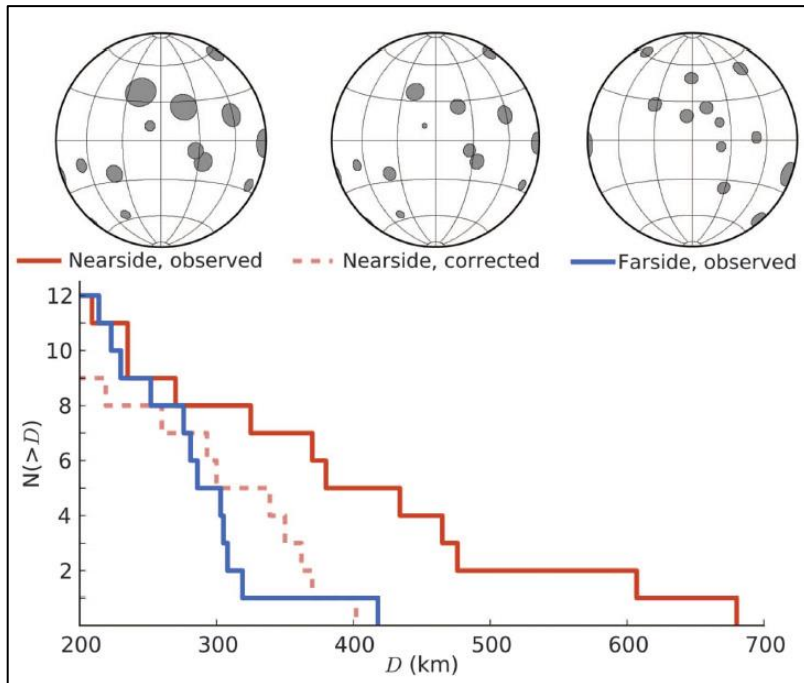 Nearside, observed Nearside, corrected Farside, observed
12
10
8
6
4
2
N(>D)
200 300 400 500 600 700
D (km)